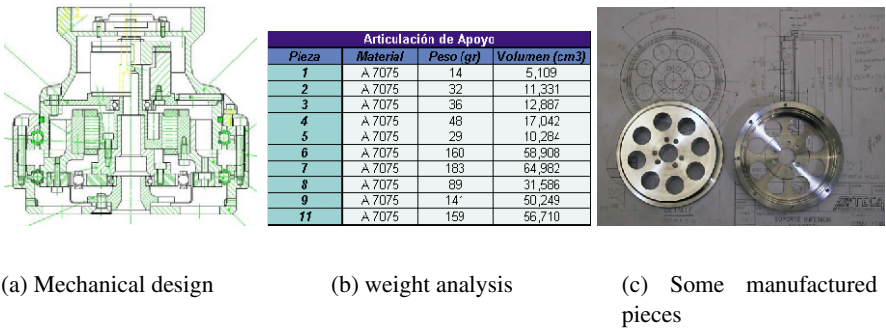 Articulación de Apoyo
Pieza Material Peso (gr) Volumen (cm3)
1 A 7075 14 5,109
2 A 7075 32 11,331
3 A 7075 36 12,887
4 A 7075 48 17,042
5 A 7075 29 10,284
6 A 7075 160 58,908
7 A 7075 183 64,982
8 A 7075 89 31,586
9 A 7075 141 50,249
11 A 7075 159 56,710
SOPORTE INTERIOR
(a) Mechanical design
(b) weight analysis
(c) Some manufactured
pieces